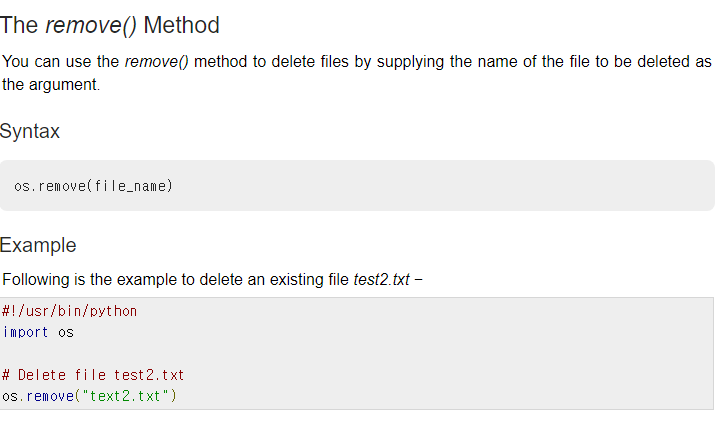 The remove() Method
You can use the remove() method to delete files by supplying the name of the file to be deleted as
the argument.
Syntax
os.remove(file_name)
Example
Following is the example to delete an existing file test2.txt −
#!/usr/bin/python
import os
# Delete file test2.txt
os.remove("text2.txt")